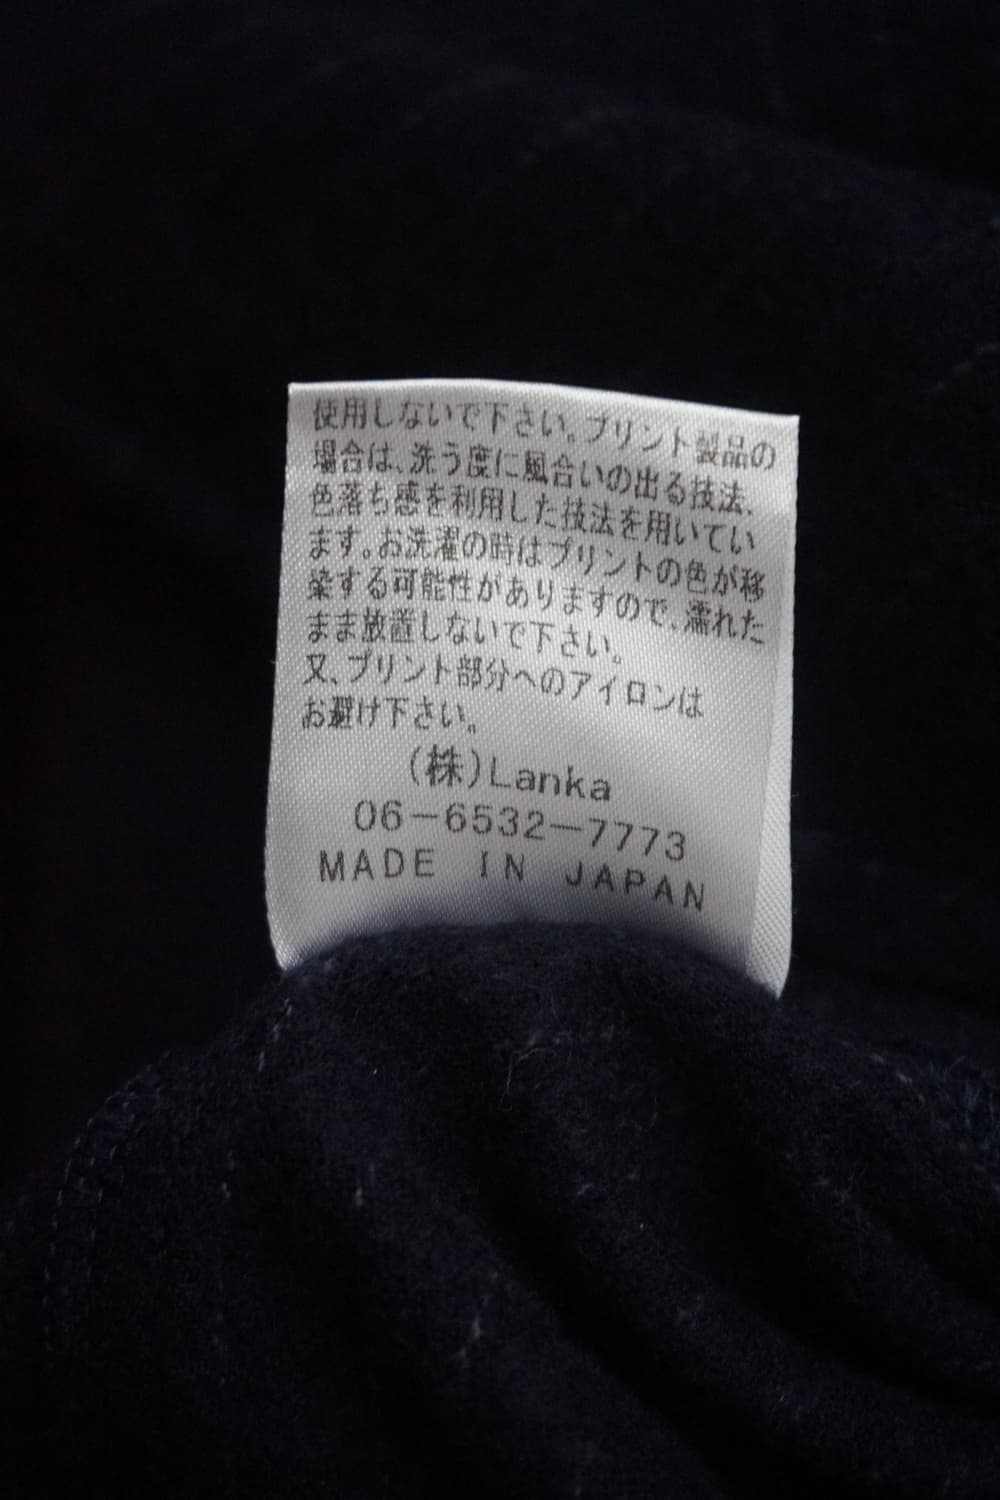 使用しないで下さい。プリント製品の
場合は、洗う度に風合いの出る技法、
色落ち感を利用した技法を用いてい
ます。お洗濯の時はプリントの色が移
染する可能性がありますので、濡れた
まま放置しないで下さい。
又、プリント部分へのアイロンは
お避け下さい。
(株)Lanka
06-6532-7773
MADE IN JAPAN